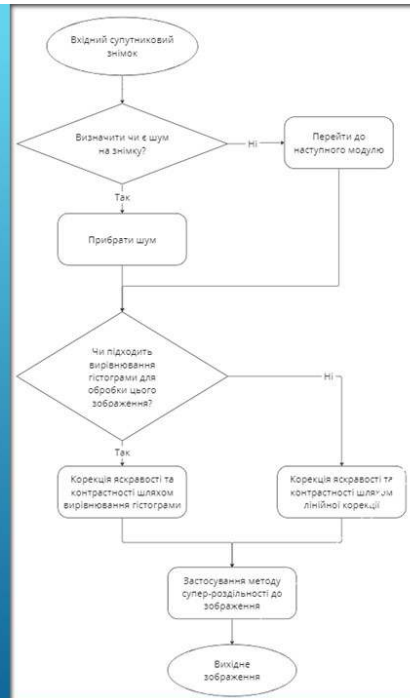 Вхідний супутниковий
знімок
Визначити чи є шум
на знімку?
Ні
Перейти до
наступного модулю
Так
Прибрати шум
Чи підходить
вирівнювання
гістограми для
обробки цього
зображення?
Ні
Так
Корекція яскравості та
контрастності шляхом
вирівнювання гістограми
Корекція яскравості та
контрастності шляхом
лінійної корекції
Застосування методу
супер-роздільності до
зображення
Вихідне
зображення